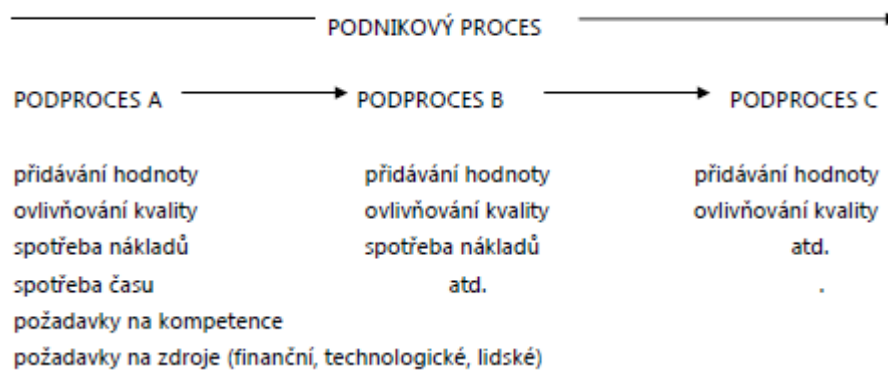 PODNIKOVÝ PROCES
PODPROCES A PODPROCES B PODPROCES C
přidávání hodnoty přidávání hodnoty přidávání hodnoty
ovlivňování kvality ovlivňování kvality ovlivňování kvality
spotřeba nákladů spotřeba nákladů atd.
spotřeba času atd. .
požadavky na kompetence
požadavky na zdroje (finanční, technologické, lidské)